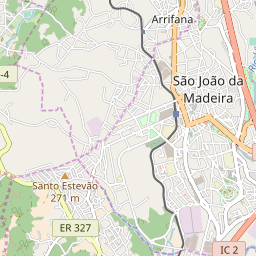 Arrifana
-4
São João da
Madeira
Santo Estevão
271 m
ER 327
IC 2